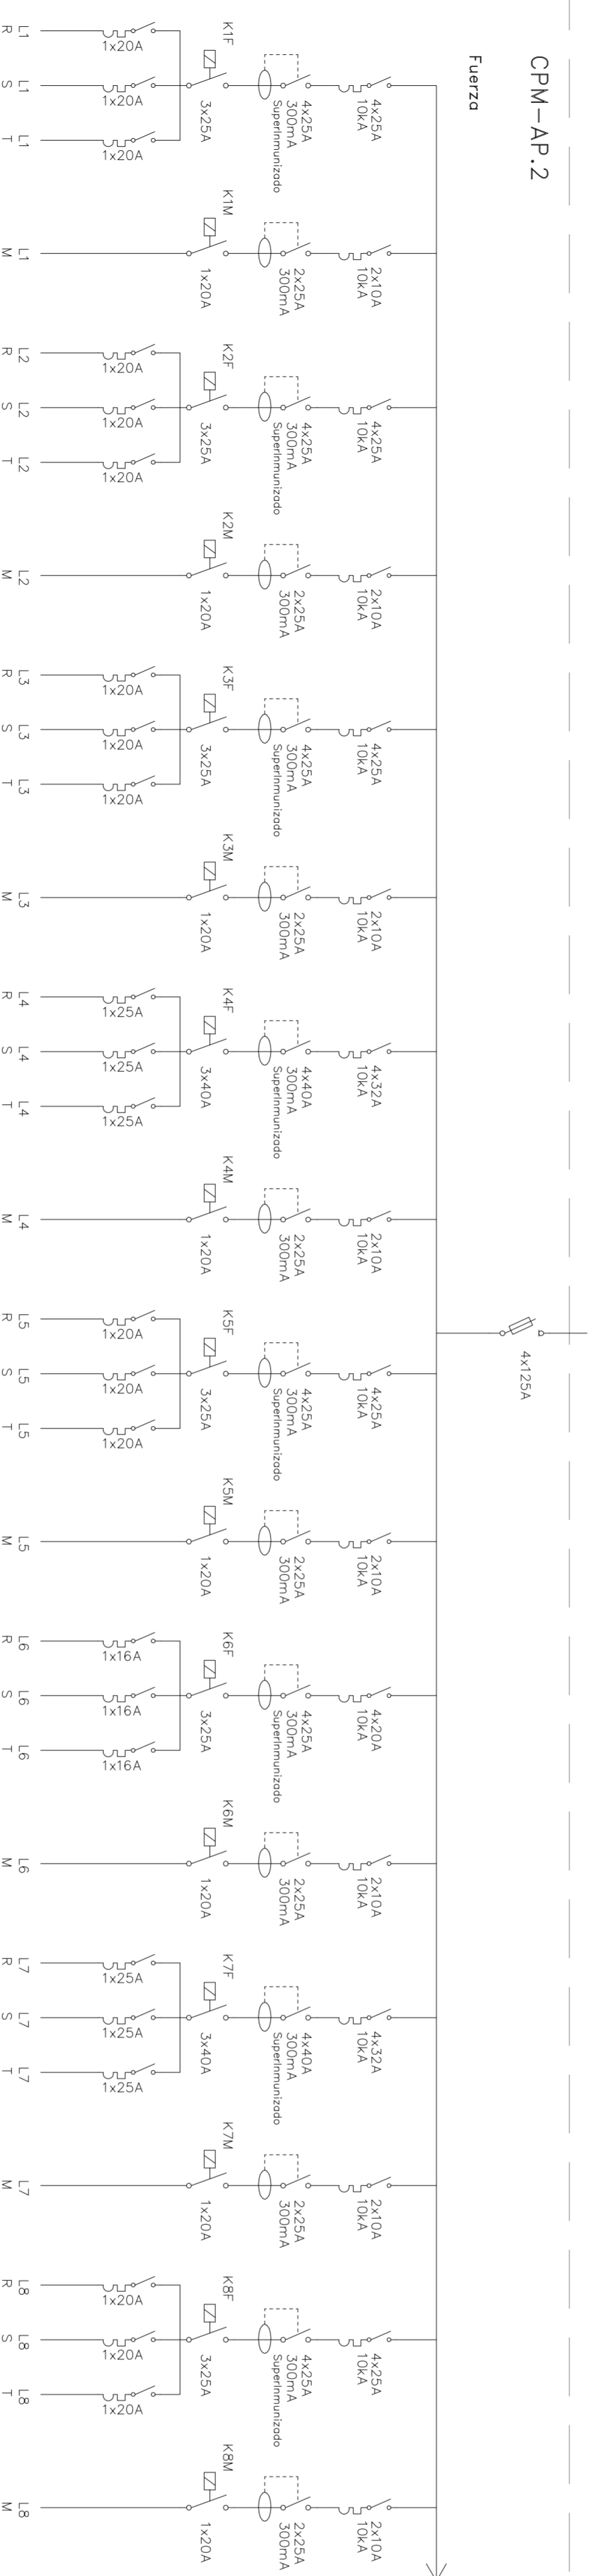 CPM-AP.2
Fuerza
4x125A
4x25A
10kA
4x25A
300mA
SuperInmunizado
K1F
3x25A
1x20A
1x20A
1x20A
L1
R
L1
S
L1
T
2x10A
10kA
2x25A
300mA
K1M
1x20A
L1
M
4x25A
10kA
4x25A
300mA
SuperInmunizado
K2F
3x25A
1x20A
1x20A
1x20A
L2
R
L2
S
L2
T
2x10A
10kA
2x25A
300mA
K2M
1x20A
L2
M
4x25A
10kA
4x25A
300mA
SuperInmunizado
K3F
3x25A
1x20A
1x20A
1x20A
L3
R
L3
S
L3
T
2x10A
10kA
2x25A
300mA
K3M
1x20A
L3
M
4x32A
10kA
4x40A
300mA
SuperInmunizado
K4F
3x40A
1x25A
1x25A
1x25A
L4
R
L4
S
L4
T
2x10A
10kA
2x25A
300mA
K4M
1x20A
L4
M
4x25A
10kA
4x25A
300mA
SuperInmunizado
K5F
3x25A
1x20A
1x20A
1x20A
L5
R
L5
S
L5
T
2x10A
10kA
2x25A
300mA
K5M
1x20A
L5
M
4x20A
10kA
4x25A
300mA
SuperInmunizado
K6F
3x25A
1x16A
1x16A
1x16A
L6
R
L6
S
L6
T
2x10A
10kA
2x25A
300mA
K6M
1x20A
L6
M
4x32A
10kA
4x40A
300mA
SuperInmunizado
K7F
3x40A
1x25A
1x25A
1x25A
L7
R
L7
S
L7
T
2x10A
10kA
2x25A
300mA
K7M
1x20A
L7
M
4x25A
10kA
4x25A
300mA
SuperInmunizado
K8F
3x25A
1x20A
1x20A
1x20A
L8
R
L8
S
L8
T
2x10A
10kA
2x25A
300mA
K8M
1x20A
L8
M